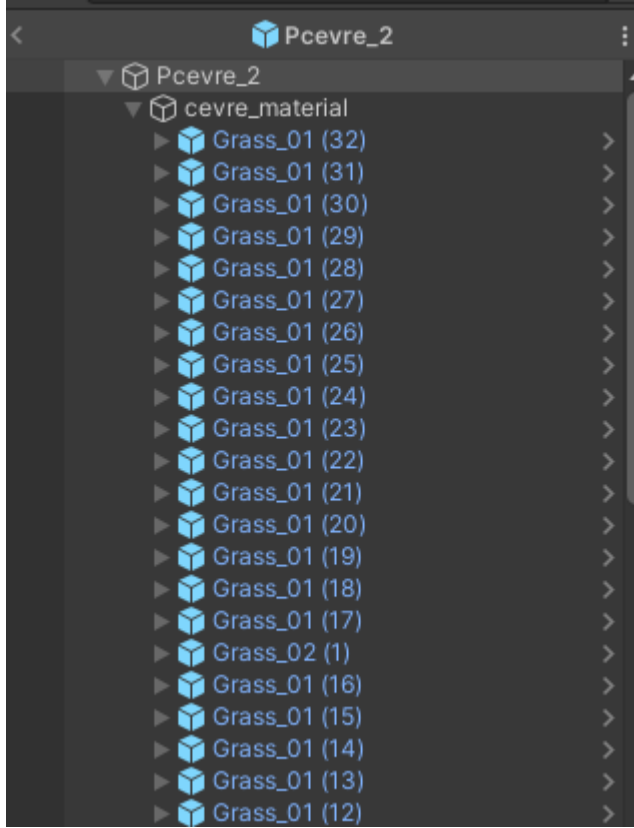 Pcevre_2
Pcevre_2
cevre_material
Grass_01 (32)
Grass_01 (31)
Grass_01 (30)
Grass_01 (29)
Grass_01 (28)
Grass_01 (27)
Grass_01 (26)
Grass_01 (25)
Grass_01 (24)
Grass_01 (23)
Grass_01 (22)
Grass_01 (21)
Grass_01 (20)
Grass_01 (19)
Grass_01 (18)
Grass_01 (17)
Grass_02 (1)
Grass_01 (16)
Grass_01 (15)
Grass_01 (14)
Grass_01 (13)
Grass_01 (12)